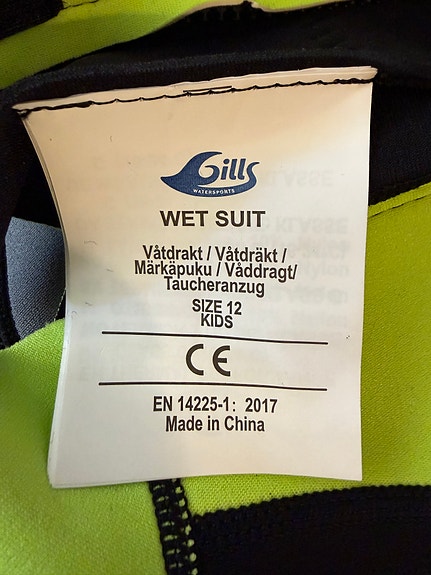 Gills
WATERSPORTS
WET SUIT
Våtdrakt / Våtdräkt /
Märkäpuku / Våddragt/
Taucheranzug
SIZE 12
KIDS
CE
EN 14225-1: 2017
Made in China